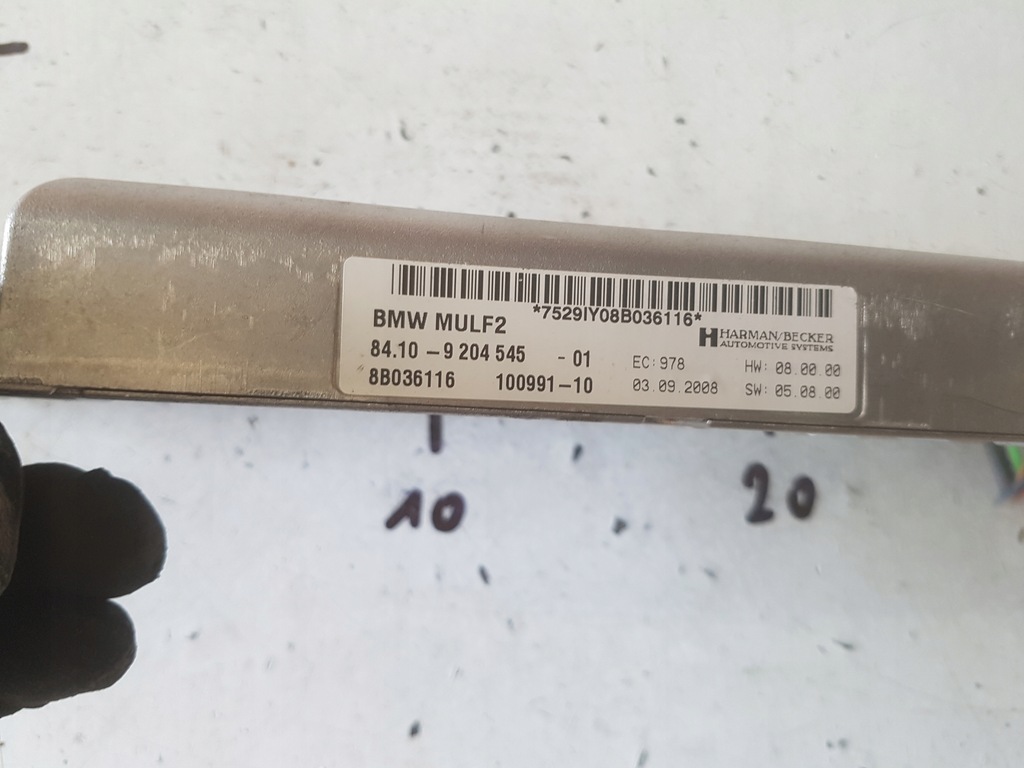 *7529IY08B036116*
BMW MULF2
HARMAN/BECKER
AUTOMOTIVE SYSTEMS
84.10 – 9 204 545 - 01 EC: 978 HW: 08.00.00
8B036116 100991–10 03.09.2008 SW: 05.08.00
10 20